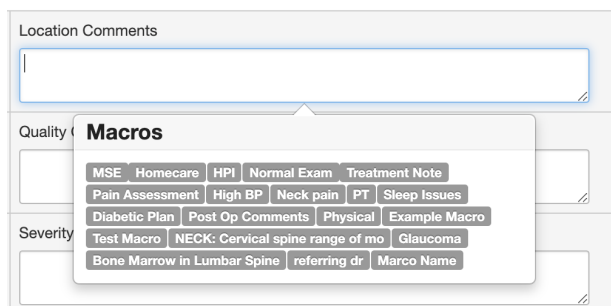 Location Comments
Quality
Macros
MSE Homecare HPI Normal Exam Treatment Note
Pain Assessment High BP Neck pain PT Sleep Issues
Diabetic Plan Post Op Comments Physical Example Macro
Severity
Test Macro NECK: Cervical spine range of mo Glaucoma
Bone Marrow in Lumbar Spine referring dr Marco Name